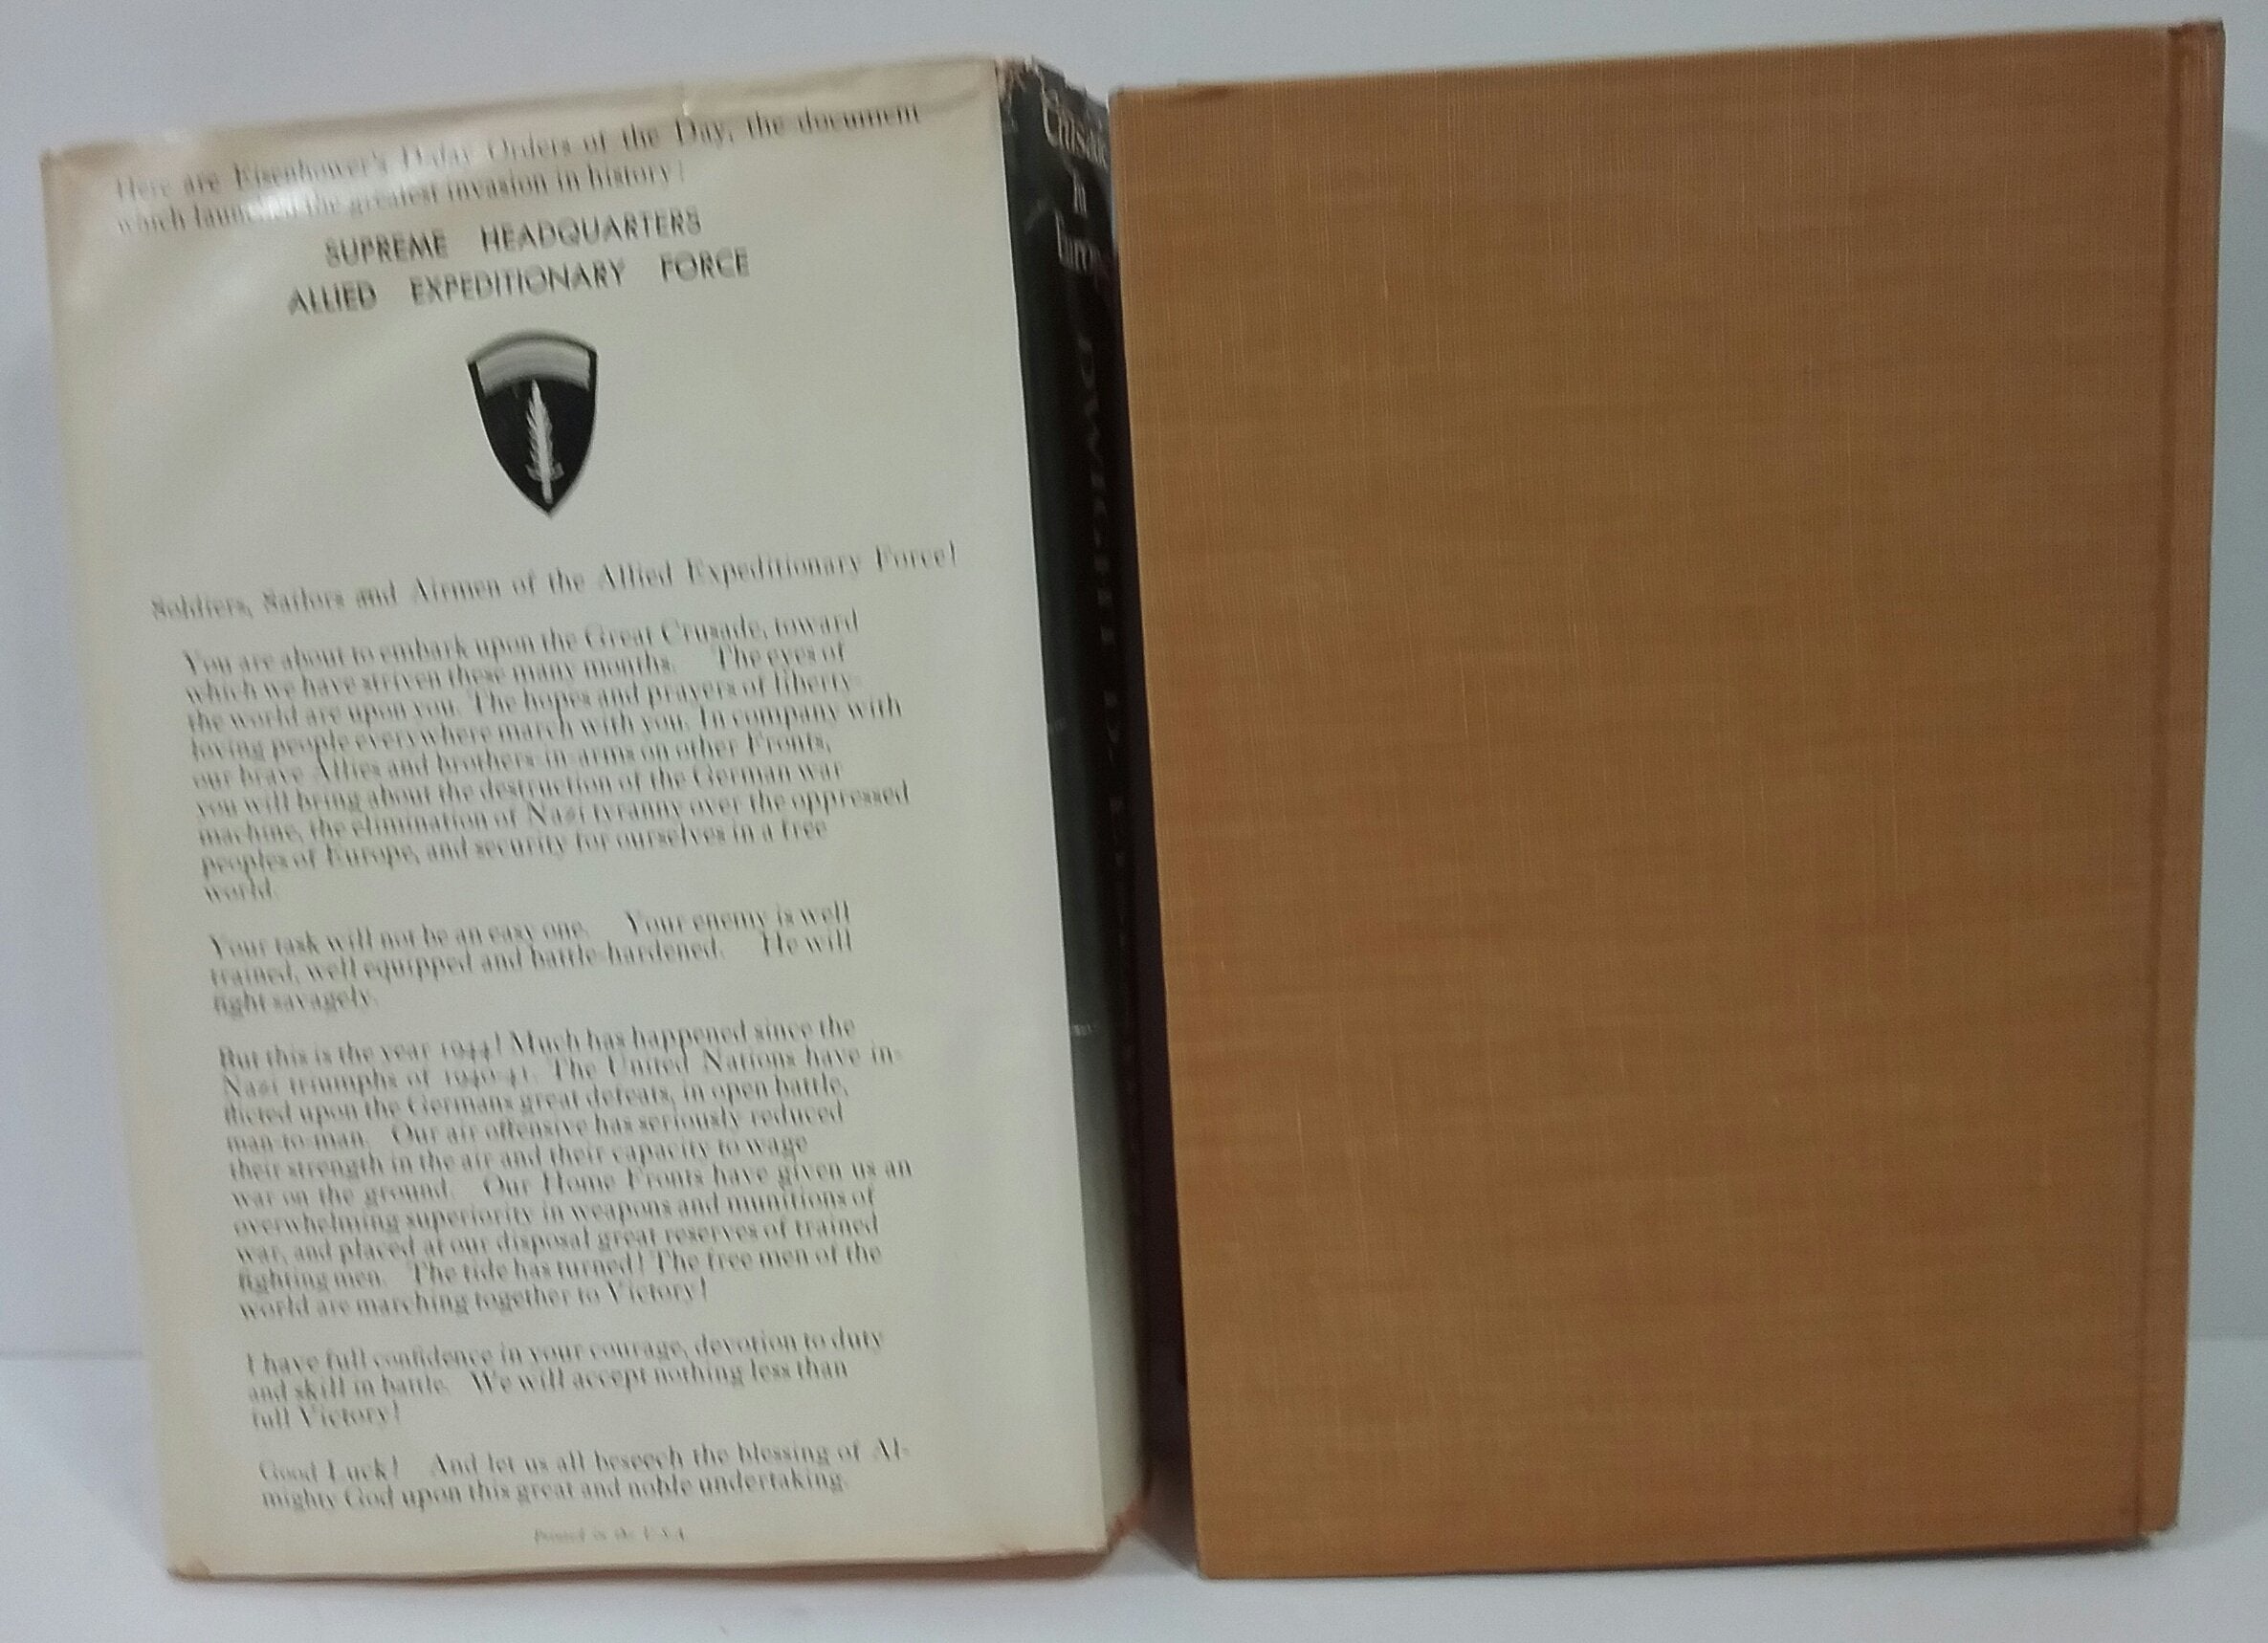 Here are Eisenhower's D-day Orders of the Day, the document
which launched the greatest invasion in history!
SUPREME HEADQUARTERS
ALLIED EXPEDITIONARY FORCE
Soldiers, Sailors and Airmen of the Allied Expeditionary Force!
You are about to embark upon the Great Crusade, toward
which we have striven these many months. The eyes of
the world are upon you. The hopes and prayers of liberty-
loving people everywhere march with you. In company with
our brave Allies and brothers-in-arms on other Fronts,
you will bring about the destruction of the German war
machine, the elimination of Nazi tyranny over the oppressed
peoples of Europe, and security for ourselves in a free
world.
Your task will not be an easy one. Your enemy is well
trained, well equipped and battle-hardened. He will
fight savagely.
But this is the year 1944! Much has happened since the
Nazi triumphs of 1940-41. The United Nations have in-
flicted upon the Germans great defeats, in open battle,
man-to-man. Our air offensive has seriously reduced
their strength in the air and their capacity to wage
war on the ground. Our Home Fronts have given us an
overwhelming superiority in weapons and munitions of
war, and placed at our disposal great reserves of trained
fighting men. The tide has turned! The free men of the
world are marching together to Victory!
I have full confidence in your courage, devotion to duty
and skill in battle. We will accept nothing less than
full Victory!
Good Luck! And let us all beseech the blessing of Al-
mighty God upon this great and noble undertaking.
Printed in the U.S.A.
Crusade
in
Europe
DWIGHT D.